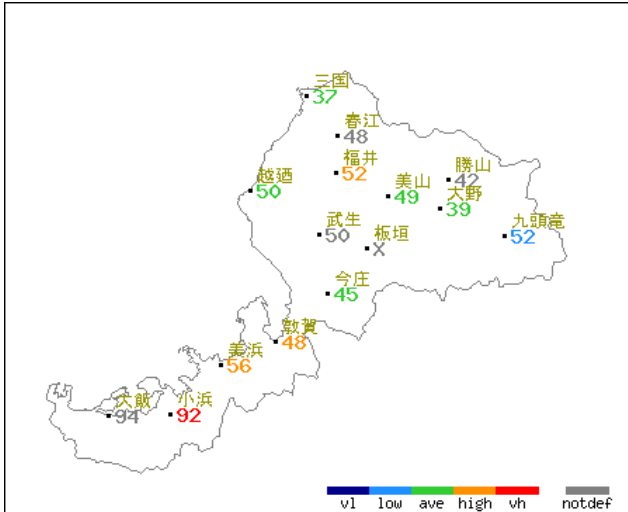 三国
37
春江
48
福井
52
越廼
50
美山
49
勝山
42
大野
39
武生
50
板垣
X
九頭竜
52
今庄
45
敦賀
48
美浜
56
大飯
94
小浜
92
vl low ave high vh notdef